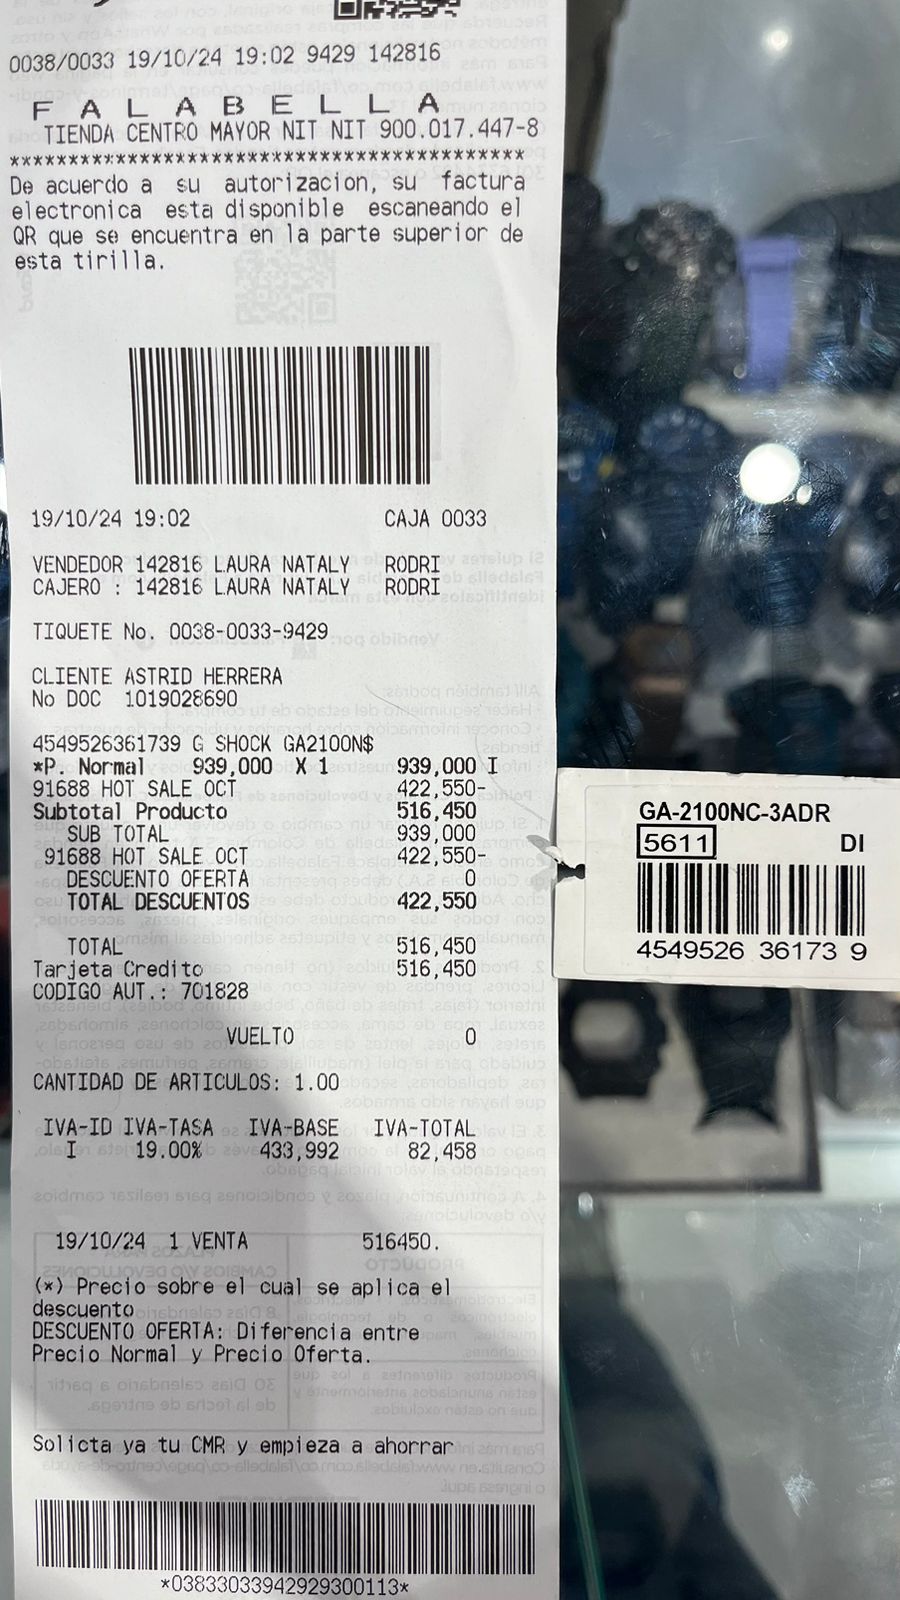 0038/0033 19/10/24 19:02 9429 142816
F A L A B E L L A
TIENDA CENTRO MAYOR NIT NIT 900.017.447-8
********************************************
De acuerdo a su autorizacion, su factura
electronica esta disponible escaneando el
QR que se encuentra en la parte superior de
esta tirilla.
19/10/24 19:02 CAJA 0033
VENDEDOR 142816 LAURA NATALY RODRI
CAJERO : 142816 LAURA NATALY RODRI
TIQUETE No. 0038-0033-9429
CLIENTE ASTRID HERRERA
No DOC 1019028690
4549526361739 G SHOCK GA2100N$
*P. Normal 939,000 X 1 939,000 I
91688 HOT SALE OCT 422,550-
Subtotal Producto 516,450
SUB TOTAL 939,000
91688 HOT SALE OCT 422,550-
DESCUENTO OFERTA 0
TOTAL DESCUENTOS 422,550
TOTAL 516,450
Tarjeta Credito 516,450
CODIGO AUT.: 701828
VUELTO 0
CANTIDAD DE ARTICULOS: 1.00
IVA-ID IVA-TASA IVA-BASE IVA-TOTAL
I 19.00% 433,992 82,458
19/10/24 1 VENTA 516450.
(*) Precio sobre el cual se aplica el
descuento
DESCUENTO OFERTA: Diferencia entre
Precio Normal y Precio Oferta.
Solicta ya tu CMR y empieza a ahorrar
*03833033942929300113*
GA-2100NC-3ADR
5611 DI
4549526 36173 9